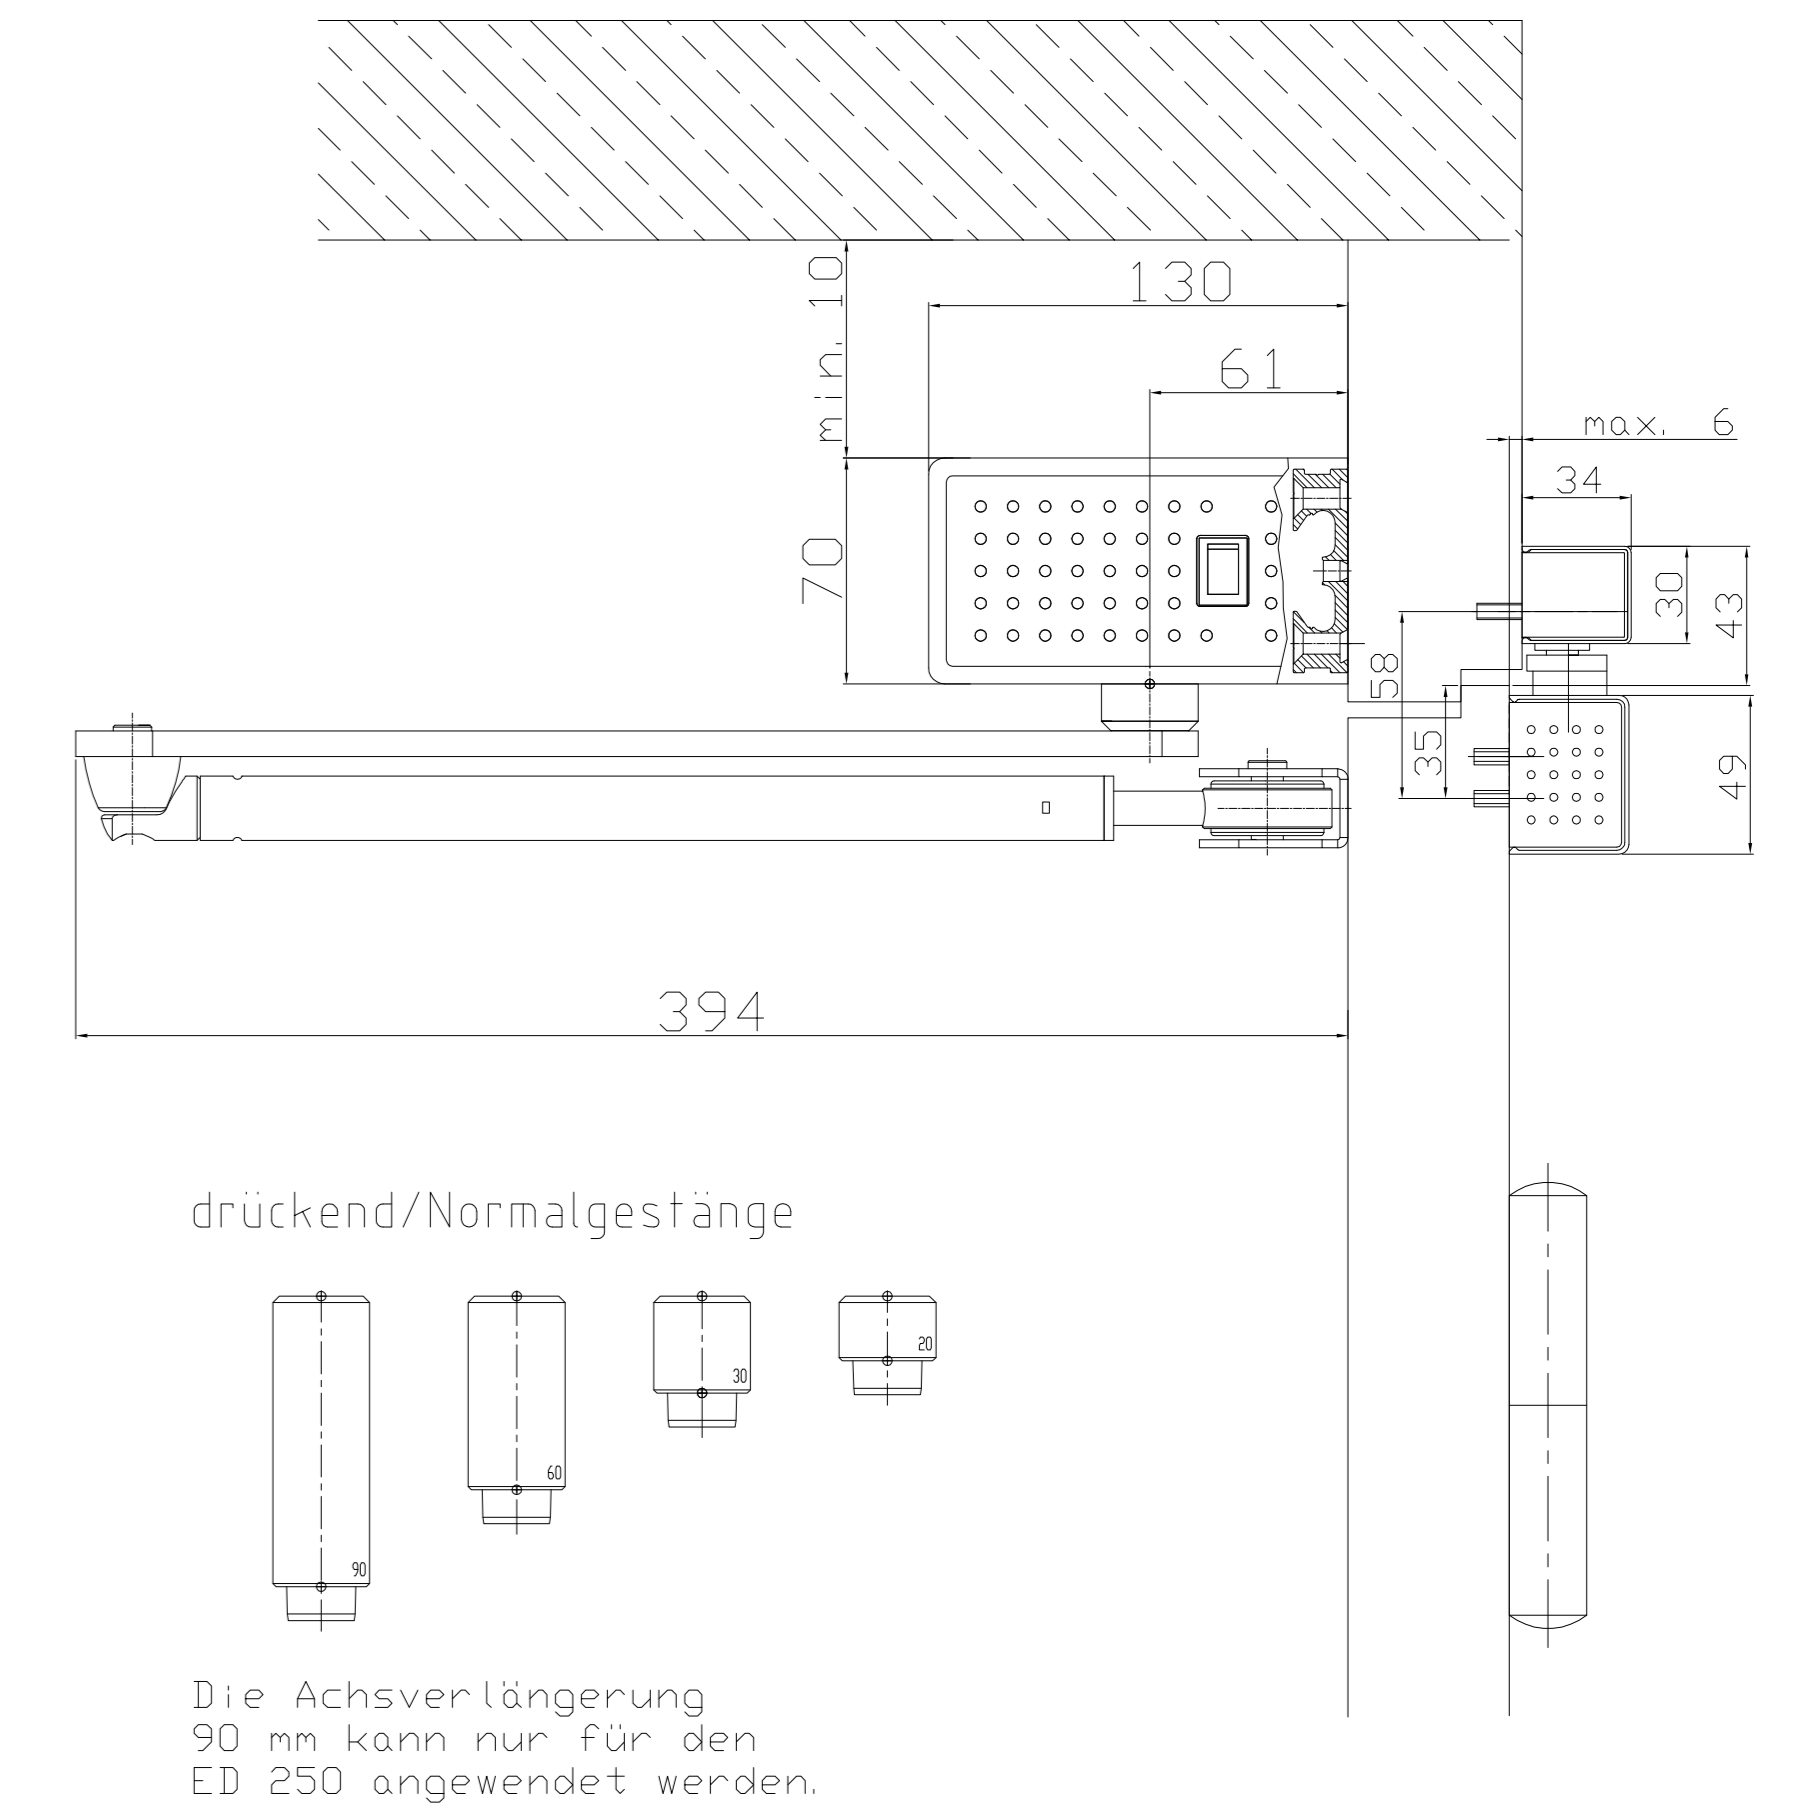 130
min. 10
61
max. 6
34
70
30
43
58
35
49
394
drückend/Normalgestänge
20
30
60
90
Die Achsverlängerung
90 mm kann nur für den
ED 250 angewendet werden.